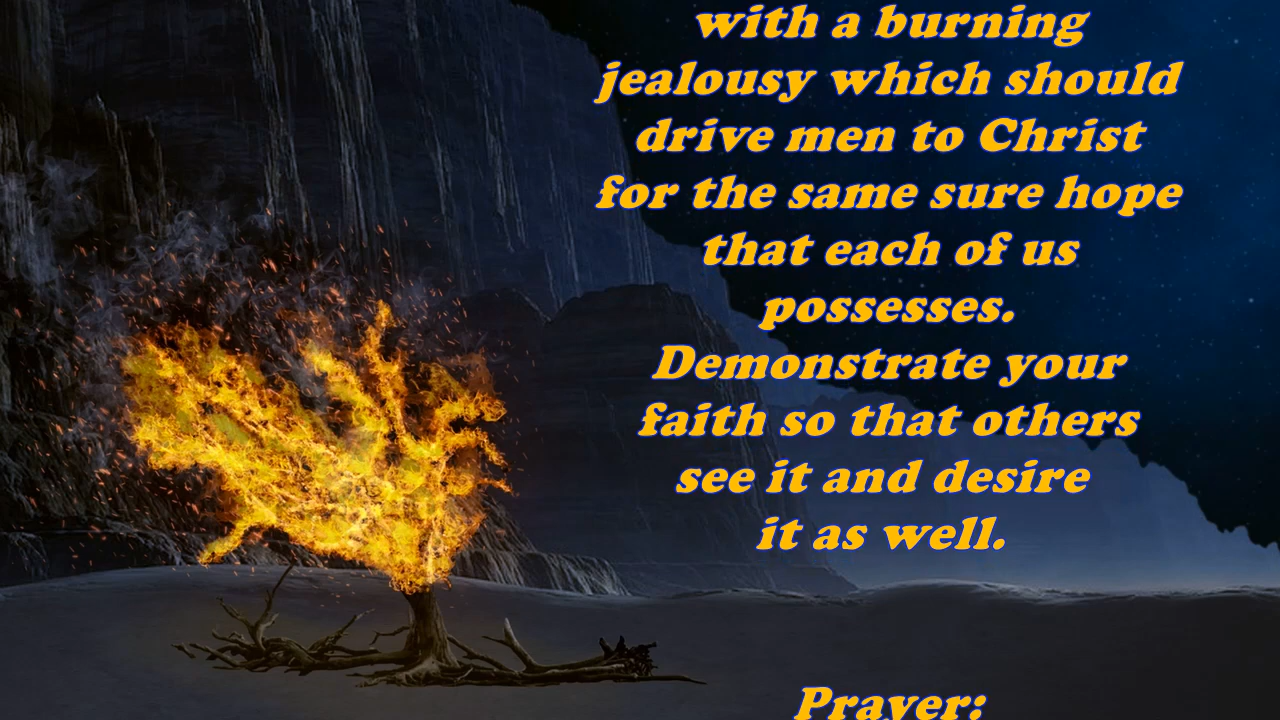 with a burning
jealousy which should
drive men to Christ
for the same sure hope
that each of us
possesses.
Demonstrate your
faith so that others
see it and desire
it as well.
Prayer: